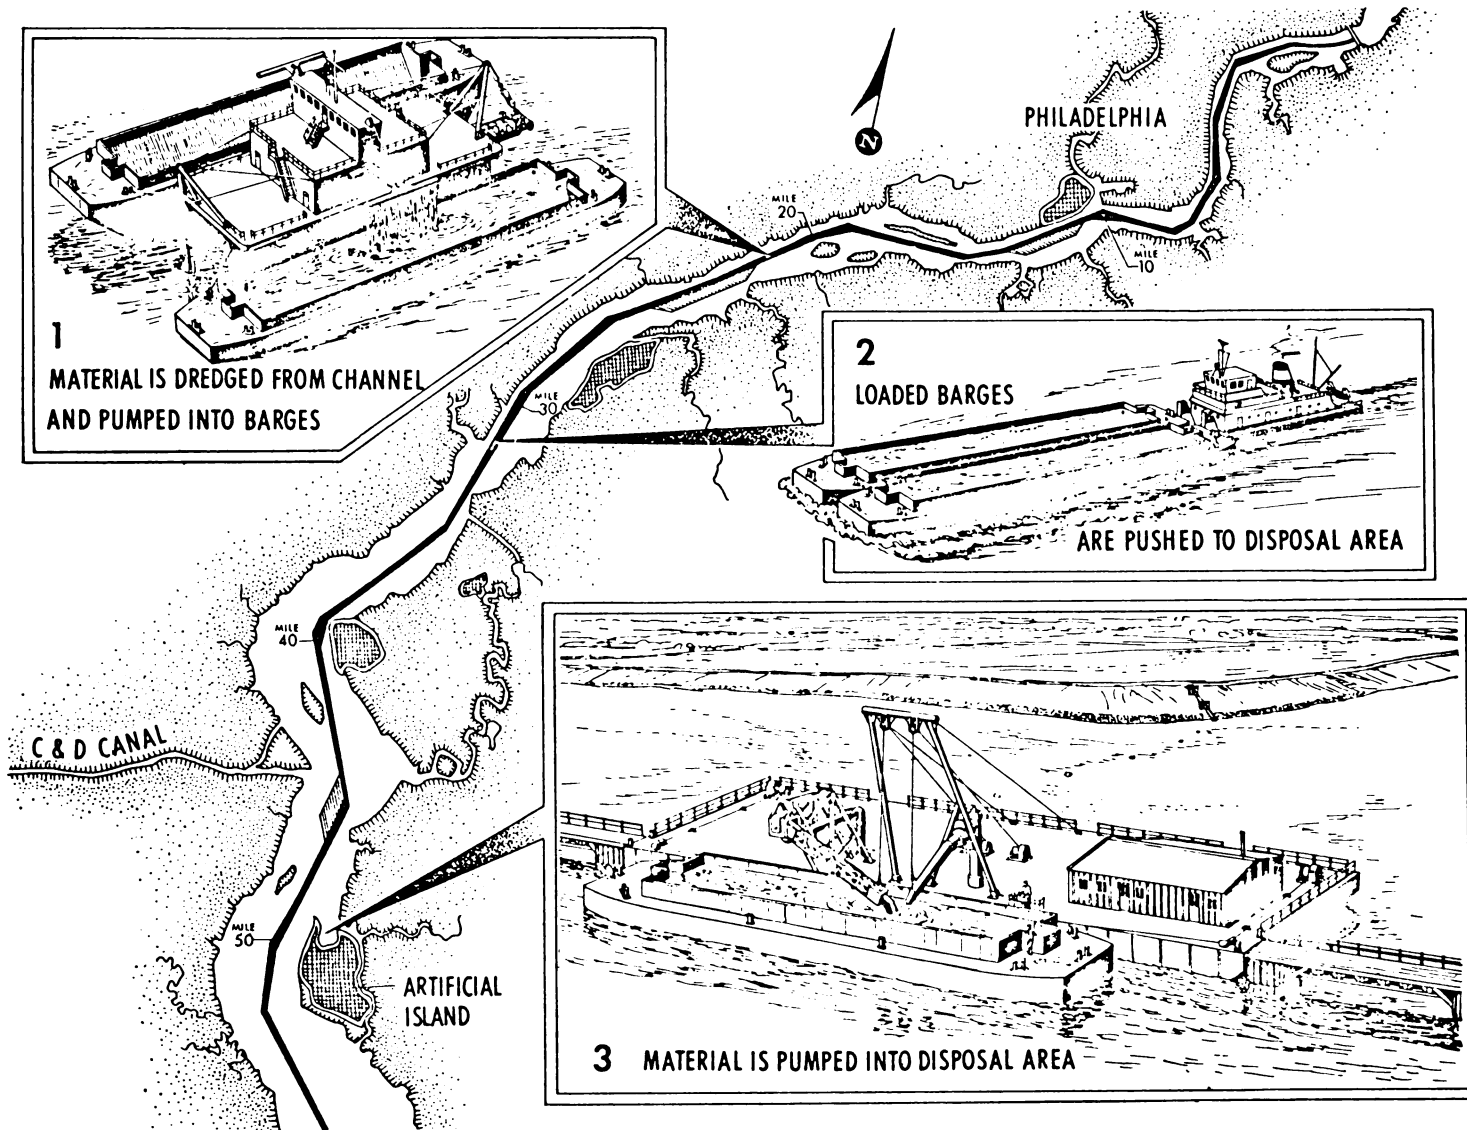 1
MATERIAL IS DREDGED FROM CHANNEL
AND PUMPED INTO BARGES
N
PHILADELPHIA
MILE
20
MILE
10
2
LOADED BARGES
ARE PUSHED TO DISPOSAL AREA
MILE
30
MILE
40
C & D CANAL
MILE
50
ARTIFICIAL
ISLAND
3 MATERIAL IS PUMPED INTO DISPOSAL AREA